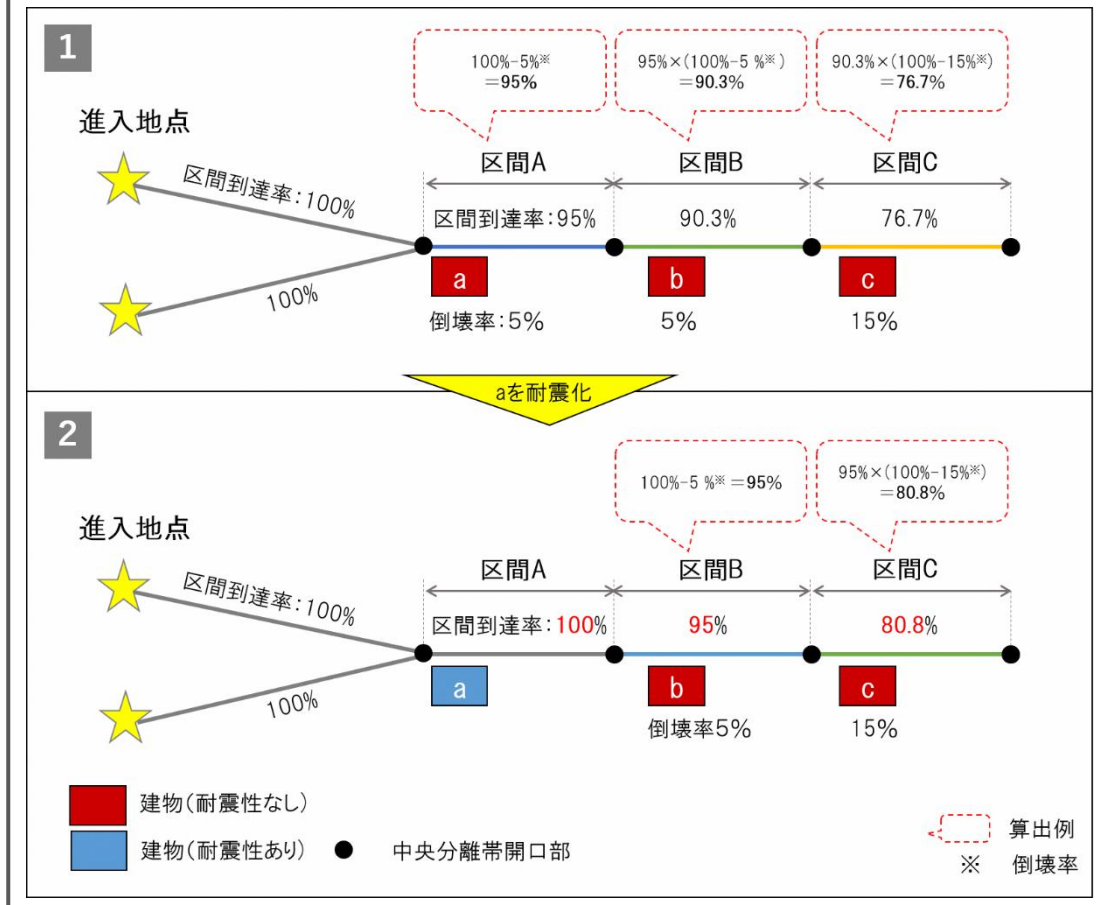 1
100%-5%※
=95%
95%×(100%-5 %※)
=90.3%
90.3%×(100%-15%※)
=76.7%
進入地点
区間A
区間B
区間C
区間到達率:100%
区間到達率:95%
90.3%
76.7%
100%
a
b
c
倒壊率:5%
5%
15%
aを耐震化
2
100%-5 %※ =95%
95%×(100%-15%※)
=80.8%
進入地点
区間A
区間B
区間C
区間到達率:100%
区間到達率:100%
95%
80.8%
100%
a
b
c
倒壊率5%
15%
建物(耐震性なし)
建物(耐震性あり)
中央分離帯開口部
算出例
※ 倒壊率